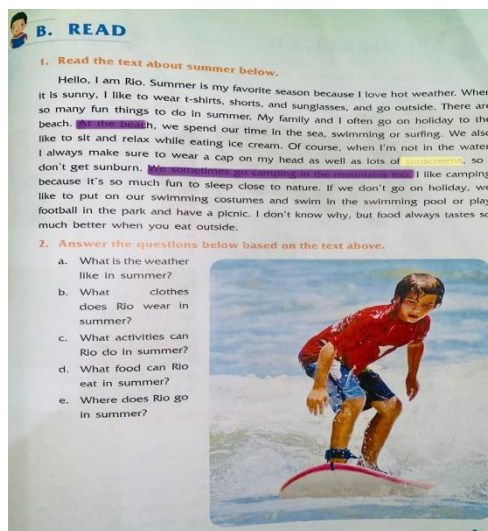 B. READ
1. Read the text about summer below.
Hello, I am Rio. Summer is my favorite season because I love hot weather. When
it is sunny, I like to wear t-shirts, shorts, and sunglasses, and go outside. There are
so many fun things to do in summer. My family and I often go on holiday to the
beach. At the beach, we spend our time in the sea, swimming or surfing. We also
like to sit and relax while eating ice cream. Of course, when I'm not in the water
I always make sure to wear a cap on my head as well as lots of sunscreens, so
don't get sunburn. We sometimes go camping in the mountains too. I like camping
because it's so much fun to sleep close to nature. If we don't go on holiday, we
like to put on our swimming costumes and swim in the swimming pool or play
football in the park and have a picnic. I don't know why, but food always tastes so
much better when you eat outside.
2. Answer the questions below based on the text above.
a. What is the weather
like in summer?
b. What clothes
does Rio wear in
summer?
c. What activities can
Rio do in summer?
d. What food can Rio
eat in summer?
e. Where does Rio go
in summer?